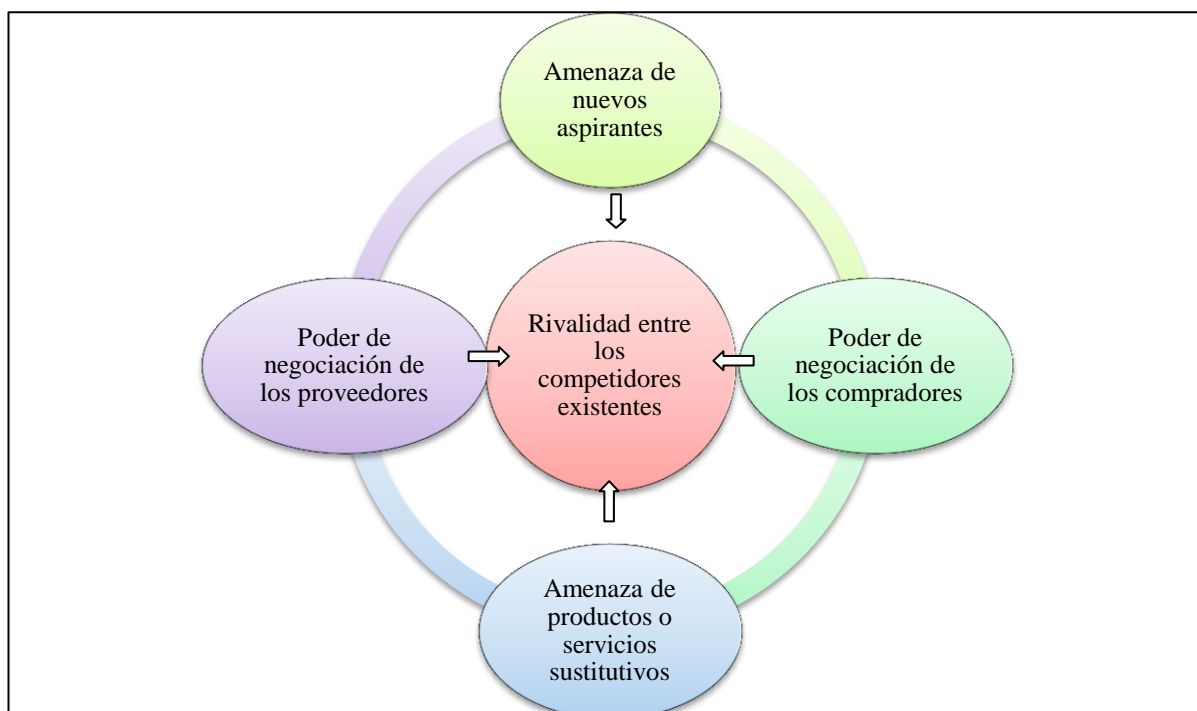 Amenaza de
nuevos
aspirantes
Poder de
negociación de
los proveedores
Rivalidad entre
los
competidores
existentes
Poder de
negociación de
los compradores
Amenaza de
productos o
servicios
sustitutivos